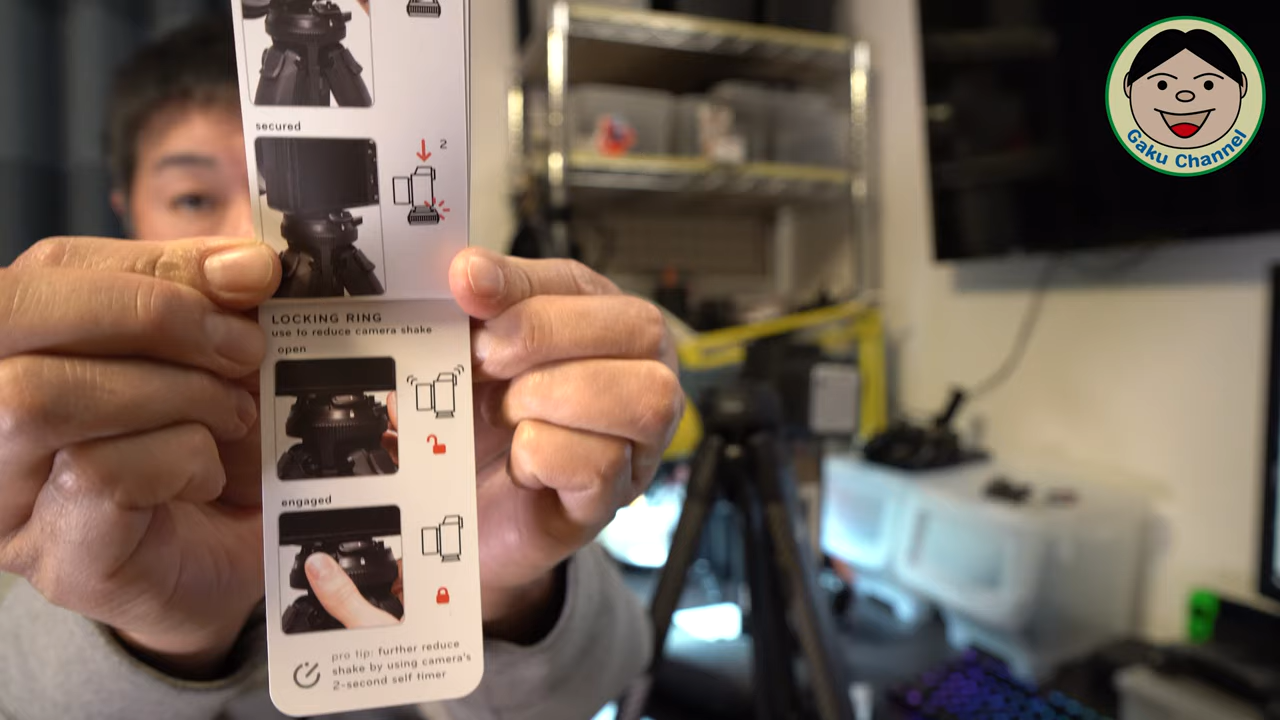 secured
2
LOCKING RING
use to reduce camera shake
open
engaged
pro tip: further reduce
shake by using camera's
2-second self timer
Gaku Channel